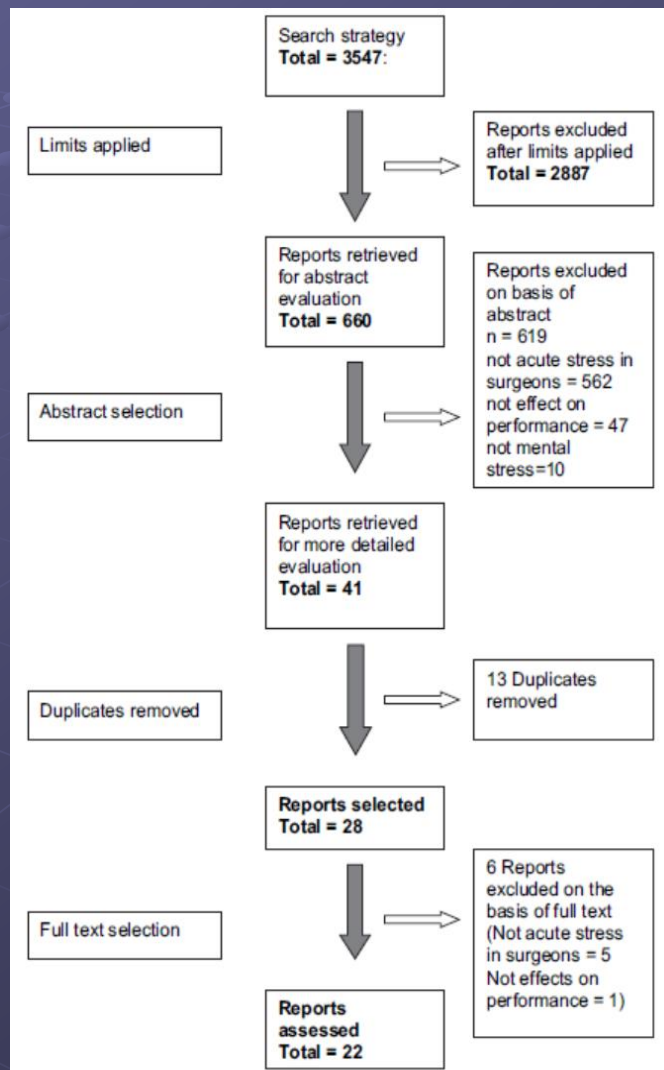 Search strategy
Total = 3547:
Limits applied
Reports excluded
after limits applied
Total = 2887
Reports retrieved
for abstract
evaluation
Total = 660
Abstract selection
Reports excluded
on basis of
abstract
n = 619
not acute stress in
surgeons = 562
not effect on
performance = 47
not mental
stress=10
Reports retrieved
for more detailed
evaluation
Total = 41
Duplicates removed
13 Duplicates
removed
Reports selected
Total = 28
Full text selection
6 Reports
excluded on the
basis of full text
(Not acute stress
in surgeons = 5
Not effects on
performance = 1)
Reports
assessed
Total = 22